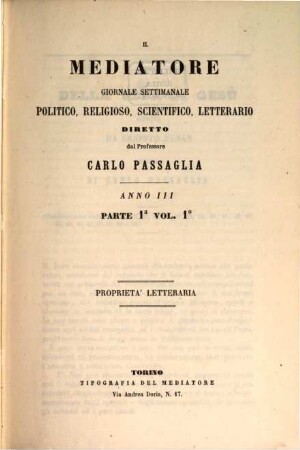 IL
MEDIATORE
GIORNALE SETTIMANALE
POLITICO, RELIGIOSO, SCIENTIFICO, LETTERARIO
DIRETTO
dal Professore
CARLO PASSAGLIA
ANNO III
PARTE 1ª VOL. 1º
PROPRIETA' LETTERARIA
TORINO
TIPOGRAFIA DEL MEDIATORE
Via Andrea Doria, N. 17.